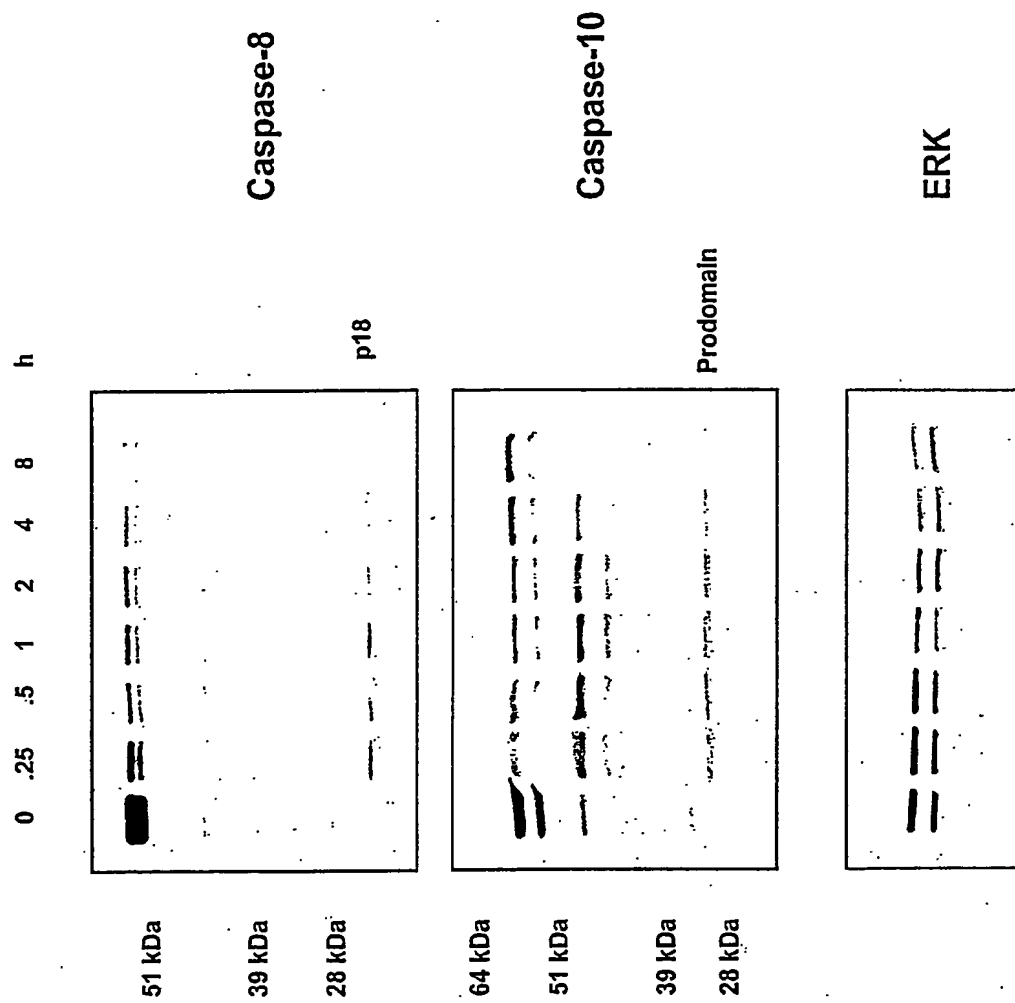 0 .25 .5 1 2 4 8 h
51 kDa
39 kDa
28 kDa
p18
Caspase-8
64 kDa
51 kDa
39 kDa
28 kDa
Prodomain
Caspase-10
ERK